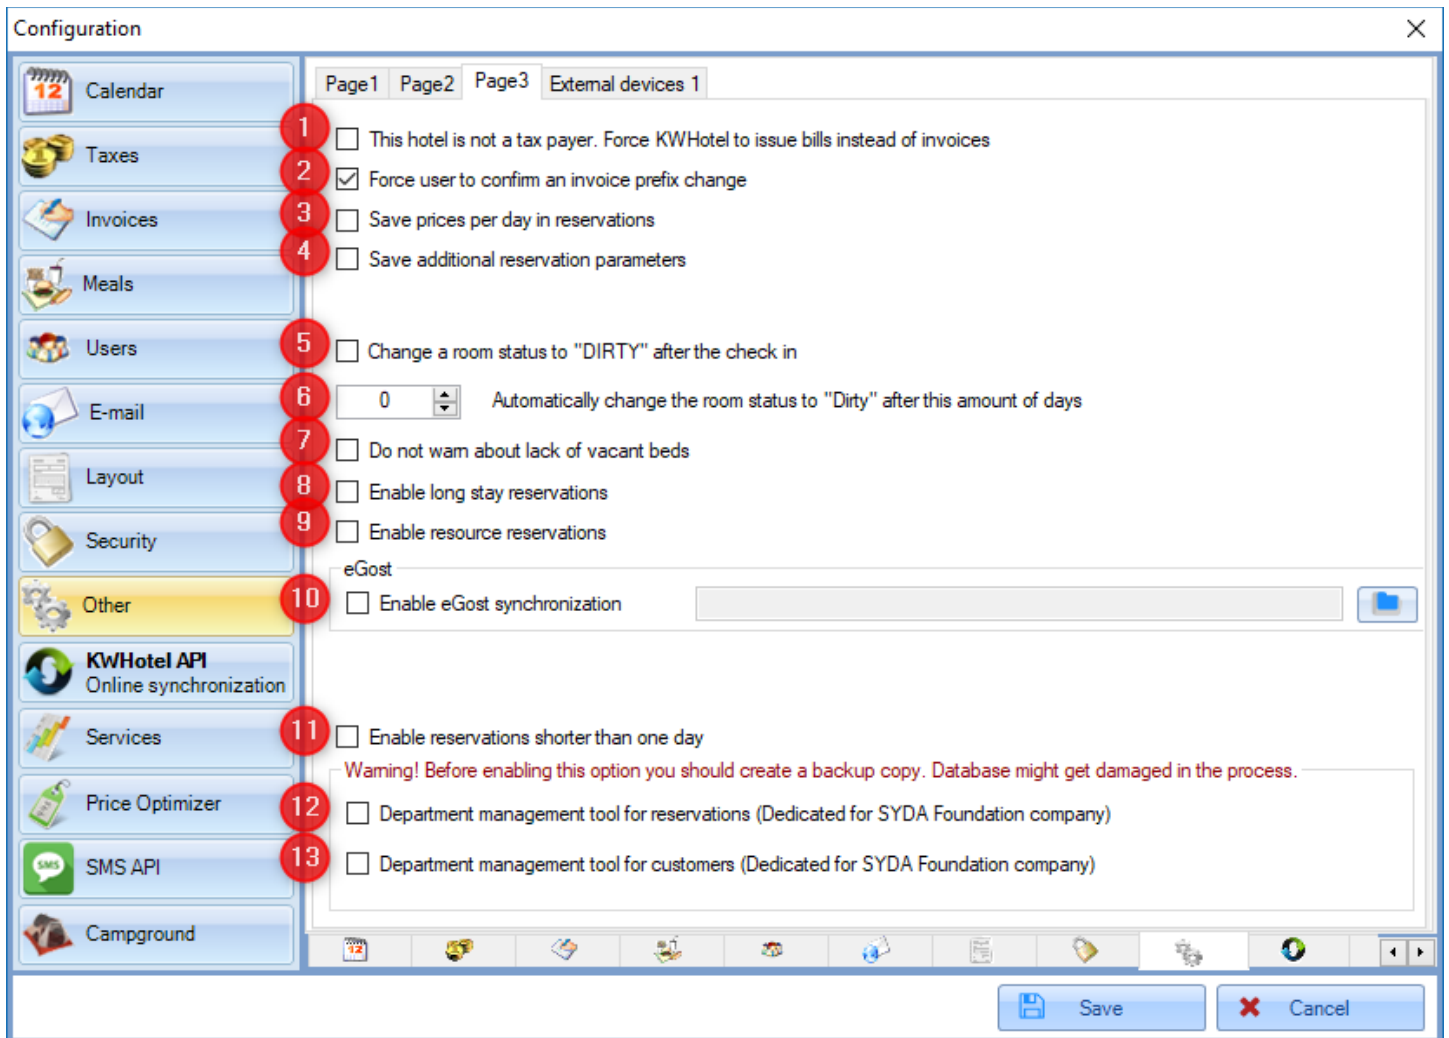 Configuration
Calendar
Taxes
Invoices
Meals
Users
E-mail
Layout
Security
Other
KWHotel API
Online synchronization
Services
Price Optimizer
SMS
SMS API
Campground
12
Page1
Page2
Page3
External devices 1
1
This hotel is not a tax payer. Force KWHotel to issue bills instead of invoices
2
Force user to confirm an invoice prefix change
3
Save prices per day in reservations
4
Save additional reservation parameters
5
Change a room status to "DIRTY" after the check in
6
0
Automatically change the room status to "Dirty" after this amount of days
7
Do not warn about lack of vacant beds
8
Enable long stay reservations
9
Enable resource reservations
eGost
10
Enable eGost synchronization
11
Enable reservations shorter than one day
Warning! Before enabling this option you should create a backup copy. Database might get damaged in the process.
12
Department management tool for reservations (Dedicated for SYDA Foundation company)
13
Department management tool for customers (Dedicated for SYDA Foundation company)
12
Save
Cancel